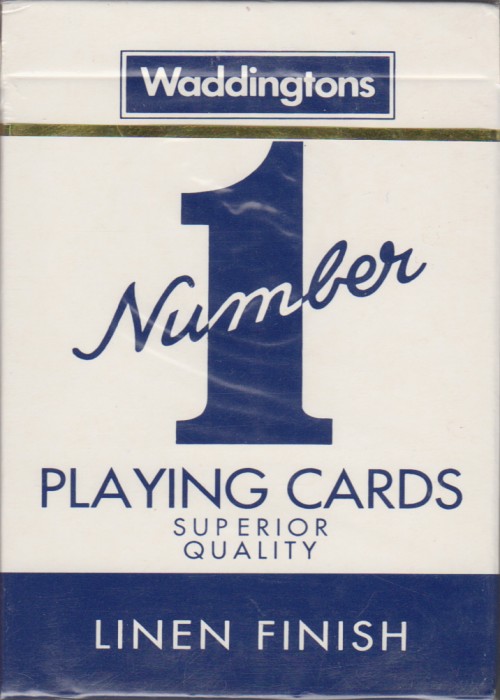 Waddingtons
Number
1
PLAYING CARDS
SUPERIOR
QUALITY
LINEN FINISH